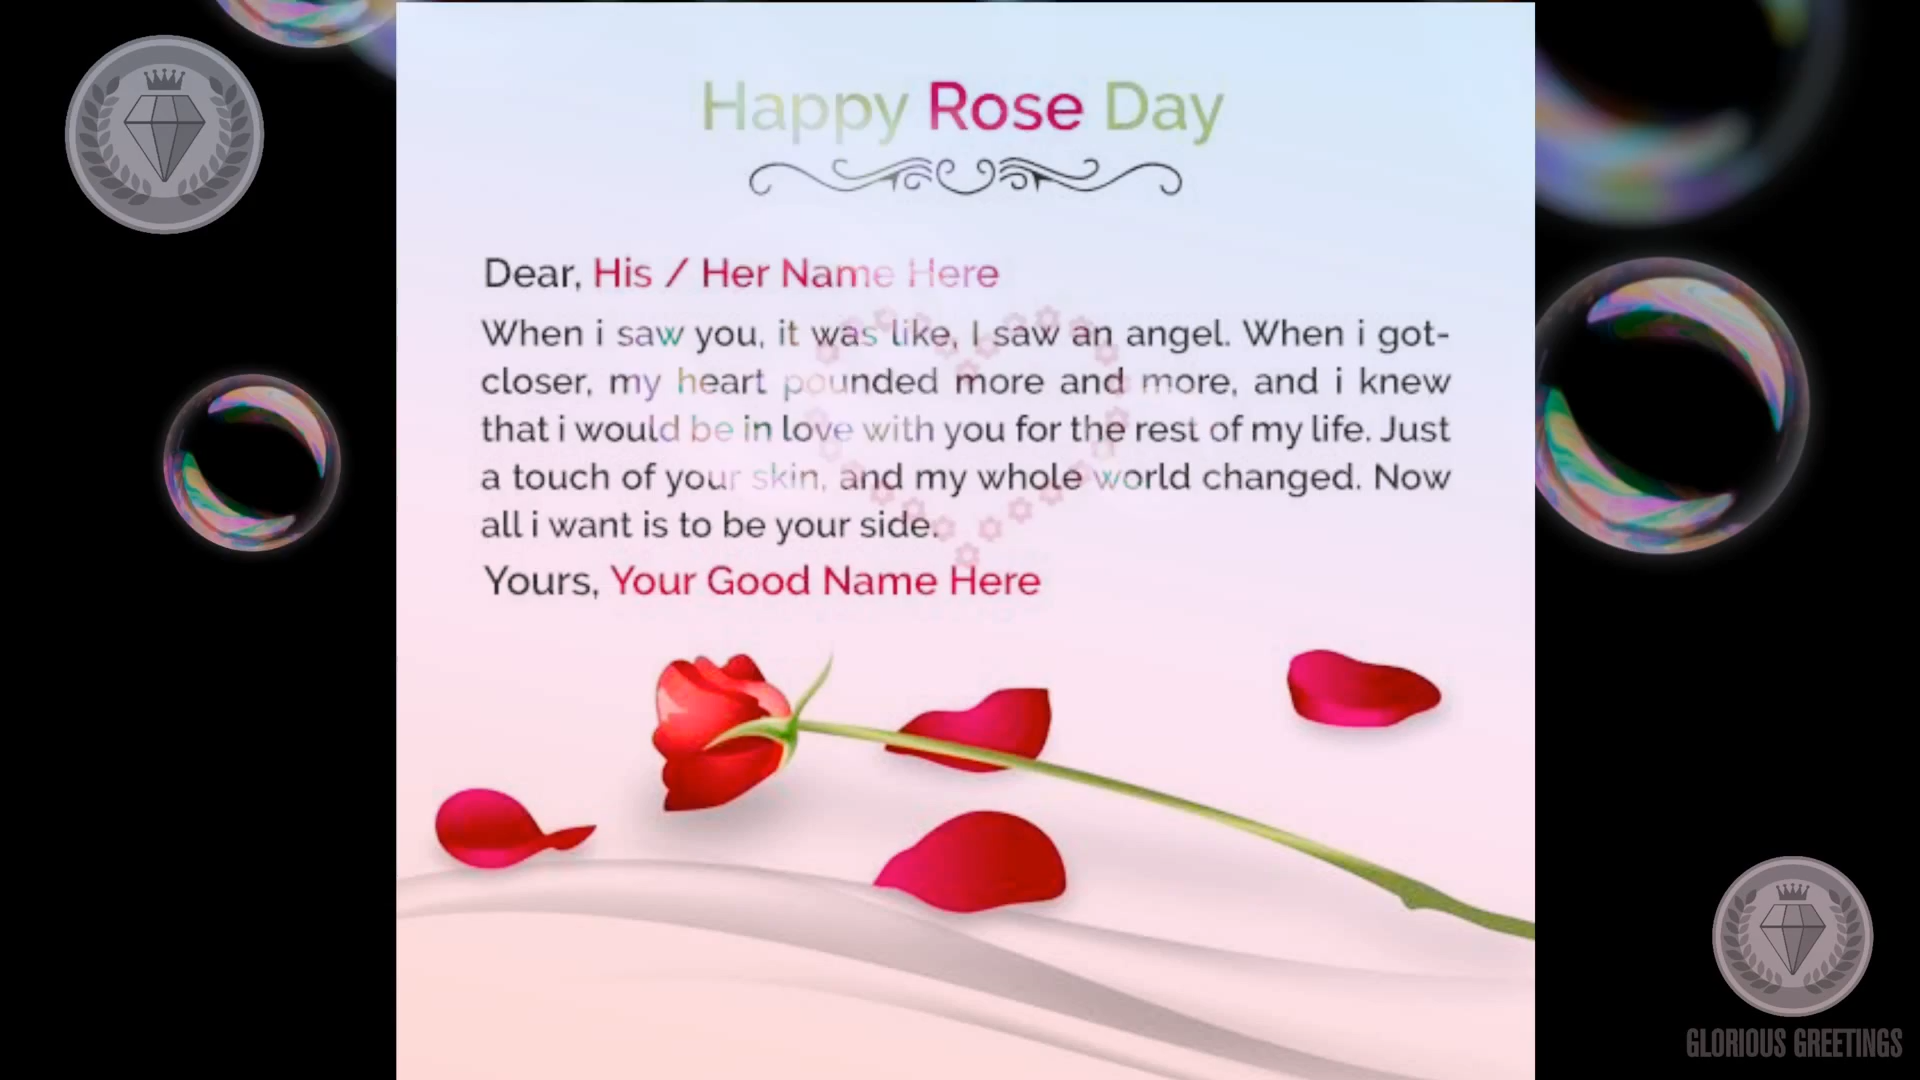 Happy Rose Day
Dear, His / Her Name Here
When i saw you, it was like, I saw an angel. When i got-
closer, my heart pounded more and more, and i knew
that i would be in love with you for the rest of my life. Just
a touch of your skin, and my whole world changed. Now
all i want is to be your side.
Yours, Your Good Name Here
GLORIOUS GREETINGS